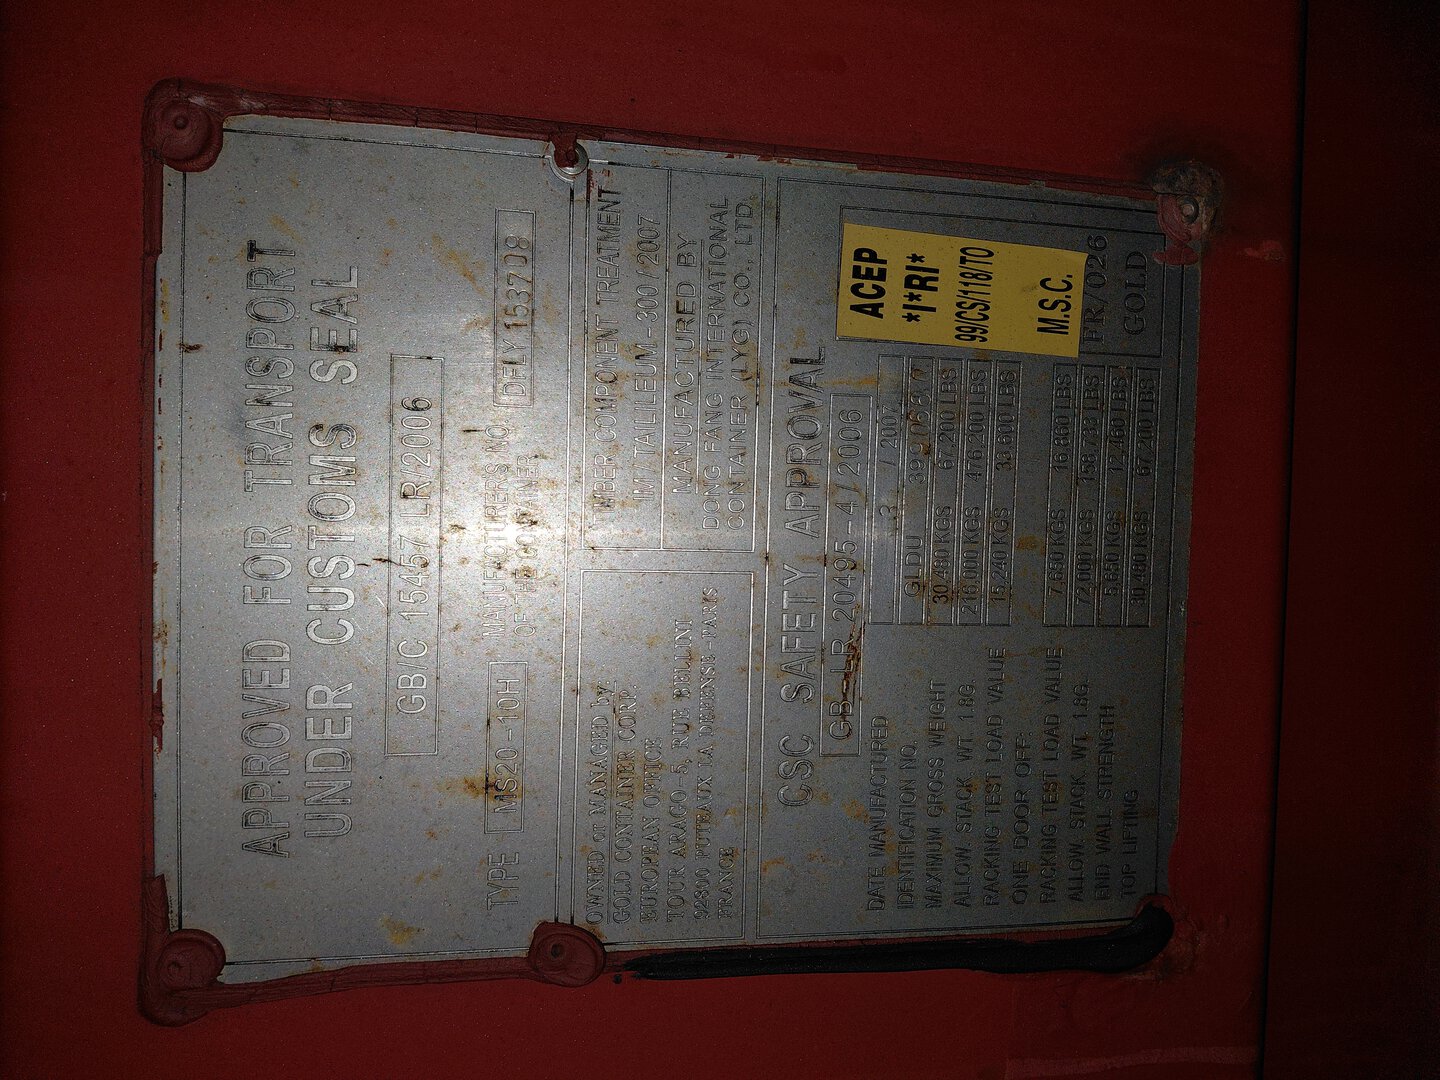 APPROVED FOR TRANSPORT
UNDER CUSTOMS SEAL
GB/C 15457 LR/2006
TYPE MS20-10H
MANUFACTURERS NO.
OF THE CONTAINER
DFLY 153708
OWNED or MANAGED by
GOLD CONTAINER CORP.
EUROPEAN OFFICE
TOUR ARAGO-5, RUE BELLINI
92800 PUTEAUX LA DEFENSE-PARIS
FRANCE
COMPONENT TREATMENT
IM/TAILILEUM-300/2007
MANUFACTURED BY
DONG FANG INTERNATIONAL
CONTAINER (LYG) CO., LTD.
CSC SAFETY APPROVAL
GB-LR 20495-4/2006
DATE MANUFACTURED 3 / 2007
IDENTIFICATION NO. GLDU
MAXIMUM GROSS WEIGHT 30,480 KGS 67,200 LBS
ALLOW. STACK WT. 1.8G. 216,000 KGS 476,200 LBS
RACKING TEST LOAD VALUE 15,240 KGS 33,600 LBS
ONE DOOR OFF-
RACKING TEST LOAD VALUE 7,650 KGS 16,860 LBS
ALLOW. STACK WT. 1.8G. 72,000 KGS
END WALL STRENGTH 5,650 KGS 12,460 LBS
TOP LIFTING 30,480 KGS 67,200 LBS
ACEP
*I*RI*
99/CS/118/TO
M.S.C.
FR/026
GOLD